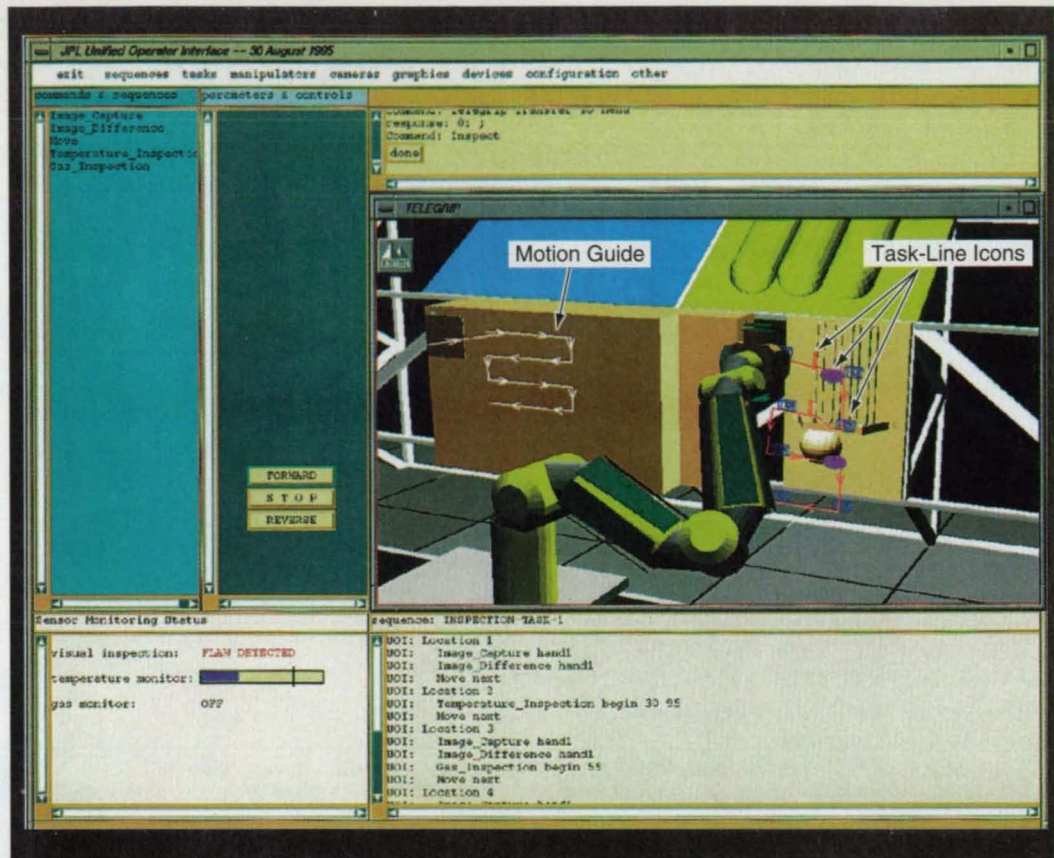 JPL Unified Operator Interface -- 30 August 1995
exit sequences tasks manipulators cameras graphics devices configuration other
commands & sequences
parameters & controls
Image_Capture
Image_Difference
Move
Temperature_Inspectio
Gas_Inspection
FORWARD
STOP
REVERSE
response: 0; ;
Command: Inspect
done
TELEGRIP
Motion Guide
Task-Line Icons
Sensor Monitoring Status
visual inspection: FLAW DETECTED
temperature monitor:
gas monitor: OFF
sequence: INSPECTION-TASK-1
UOI: Location 1
UOI: Image_Capture hand1
UOI: Image_Difference hand1
UOI: Move next
UOI: Location 2
UOI: Temperature_Inspection begin 30 95
UOI: Move next
UOI: Location 3
UOI: Image_Capture hand1
UOI: Image_Difference hand1
UOI: Gas_Inspection begin 55
UOI: Move next
UOI: Location 4